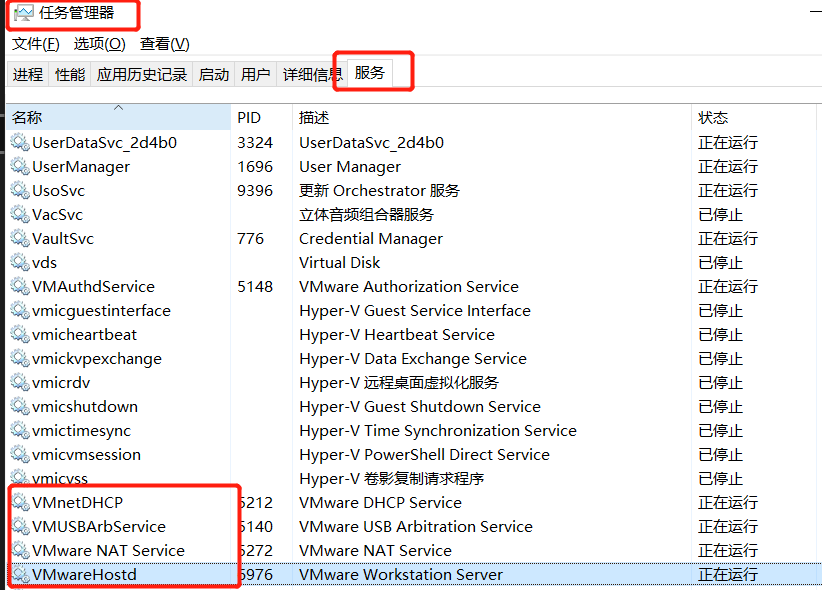 任务管理器
文件(F) 选项(O) 查看(V)
进程 性能 应用历史记录 启动 用户 详细信息 服务
名称 PID 描述 状态
UserDataSvc_2d4b0 3324 UserDataSvc_2d4b0 正在运行
UserManager 1696 User Manager 正在运行
UsoSvc 9396 更新 Orchestrator 服务 正在运行
VacSvc 立体音频组合器服务 已停止
VaultSvc 776 Credential Manager 正在运行
vds Virtual Disk 已停止
VMAuthdService 5148 VMware Authorization Service 正在运行
vmicguestinterface Hyper-V Guest Service Interface 已停止
vmicheartbeat Hyper-V Heartbeat Service 已停止
vmickvpexchange Hyper-V Data Exchange Service 已停止
vmicrdv Hyper-V 远程桌面虚拟化服务 已停止
vmicshutdown Hyper-V Guest Shutdown Service 已停止
vmictimesync Hyper-V Time Synchronization Service 已停止
vmicvmsession Hyper-V PowerShell Direct Service 已停止
vmicvss Hyper-V 卷影复制请求程序 已停止
VMnetDHCP 5212 VMware DHCP Service 正在运行
VMUSBArbService 5140 VMware USB Arbitration Service 正在运行
VMware NAT Service 5272 VMware NAT Service 正在运行
VMwareHostd 5976 VMware Workstation Server 正在运行